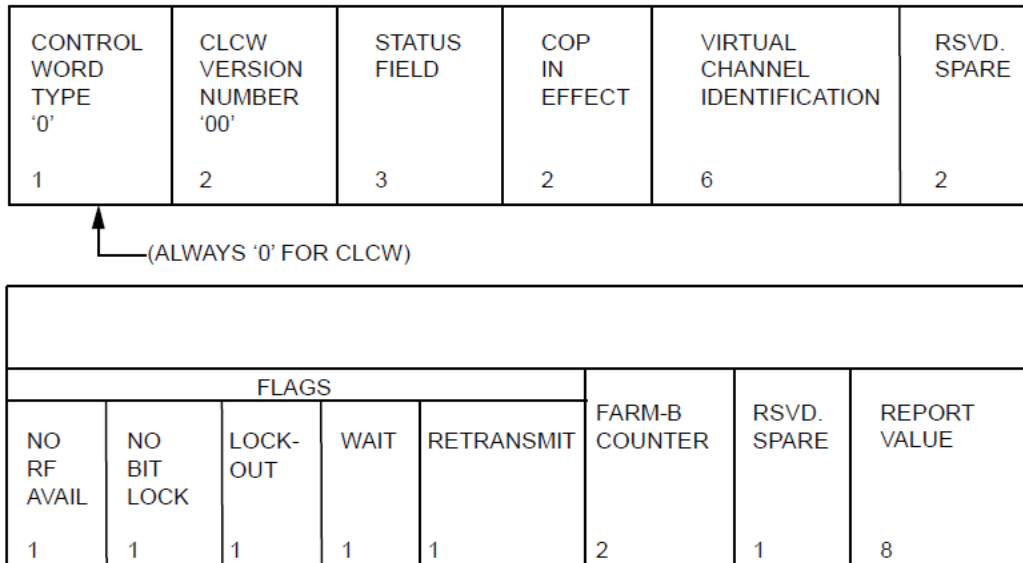 CONTROL WORD TYPE '0' 1
CLCW VERSION NUMBER '00' 2
STATUS FIELD 3
COP IN EFFECT 2
VIRTUAL CHANNEL IDENTIFICATION 6
RSVD. SPARE 2
(ALWAYS '0' FOR CLCW)
FLAGS
NO RF AVAIL 1
NO BIT LOCK 1
LOCK-OUT 1
WAIT 1
RETRANSMIT 1
FARM-B COUNTER 2
RSVD. SPARE 1
REPORT VALUE 8